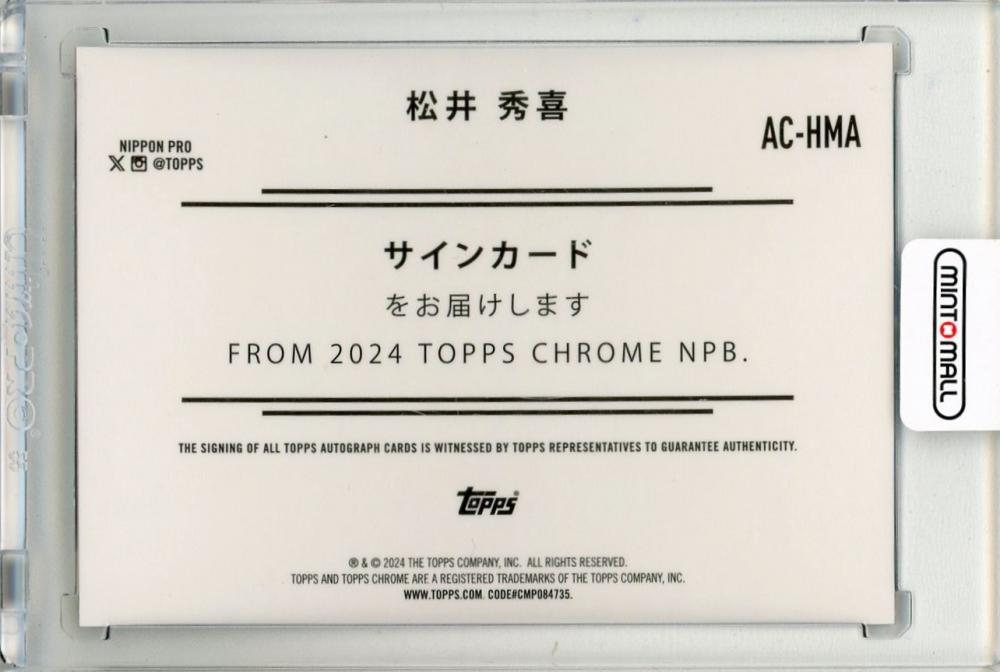 松井 秀喜
AC-HMA
NIPPON PRO
@TOPPS
サインカード
をお届けします
FROM 2024 TOPPS CHROME NPB.
THE SIGNING OF ALL TOPPS AUTOGRAPH CARDS IS WITNESSED BY TOPPS REPRESENTATIVES TO GUARANTEE AUTHENTICITY.
topps®
® & © 2024 THE TOPPS COMPANY, INC. ALL RIGHTS RESERVED.
TOPPS AND TOPPS CHROME ARE A REGISTERED TRADEMARKS OF THE TOPPS COMPANY, INC.
WWW.TOPPS.COM. CODE#CMP084735.
MINTOMALL